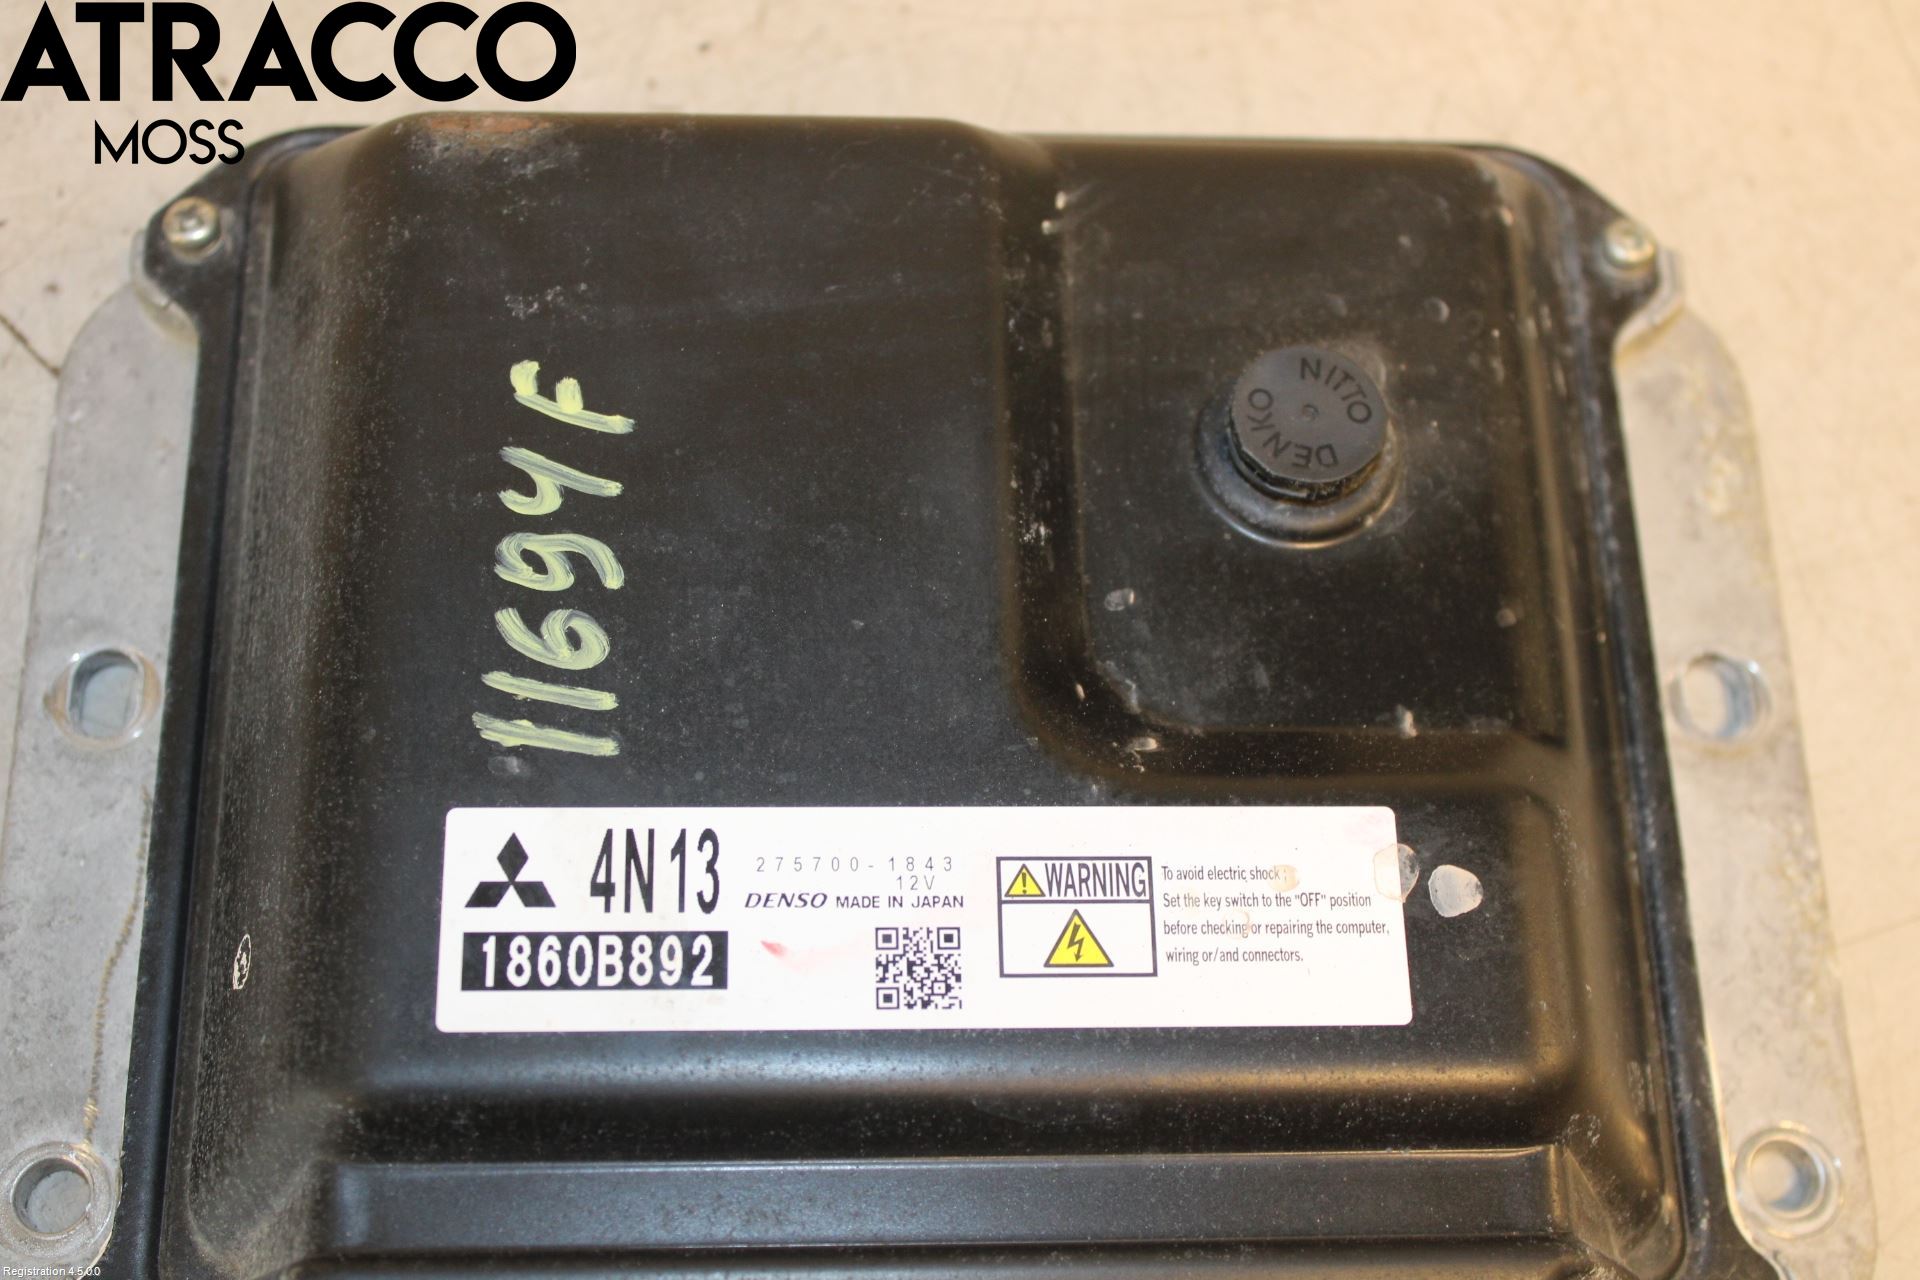 ATRACCO
MOSS
NITTO
DENKO
11694F
4N13
275700-1843
12V
DENSO MADE IN JAPAN
1860B892
WARNING
To avoid electric shock;
Set the key switch to the "OFF" position
before checking or repairing the computer,
wiring or/and connectors.
Registration 4.5.0.0